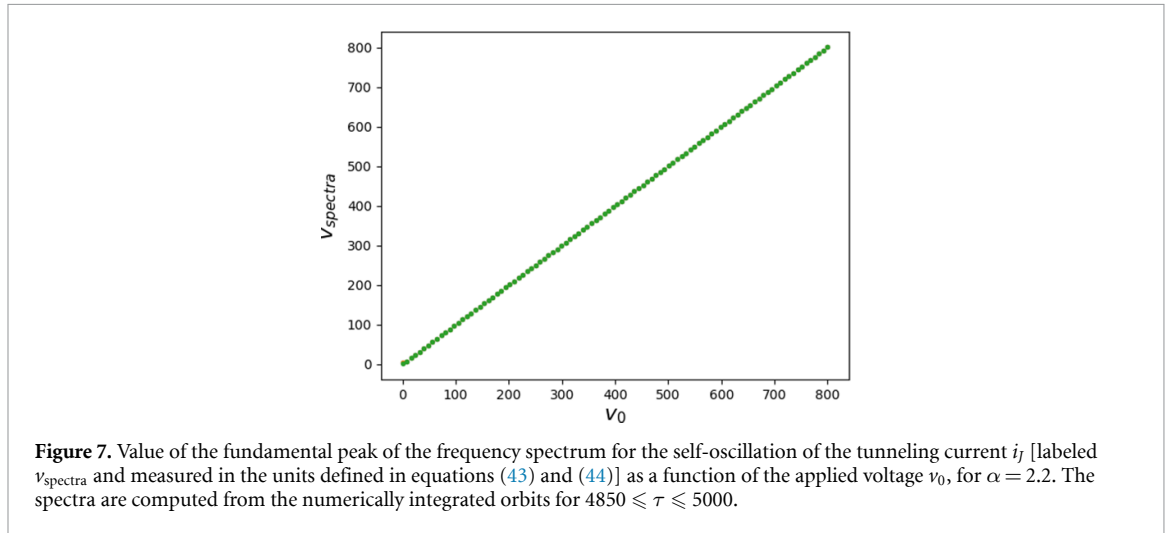 800
700
600
500
400
300
200
100
0
v_spectra
0 100 200 300 400 500 600 700 800
v_0
Figure 7. Value of the fundamental peak of the frequency spectrum for the self-oscillation of the tunneling current i_J [labeled
ν_spectra and measured in the units defined in equations (43) and (44)] as a function of the applied voltage v_0, for α = 2.2. The
spectra are computed from the numerically integrated orbits for 4850 ⩽ τ ⩽ 5000.